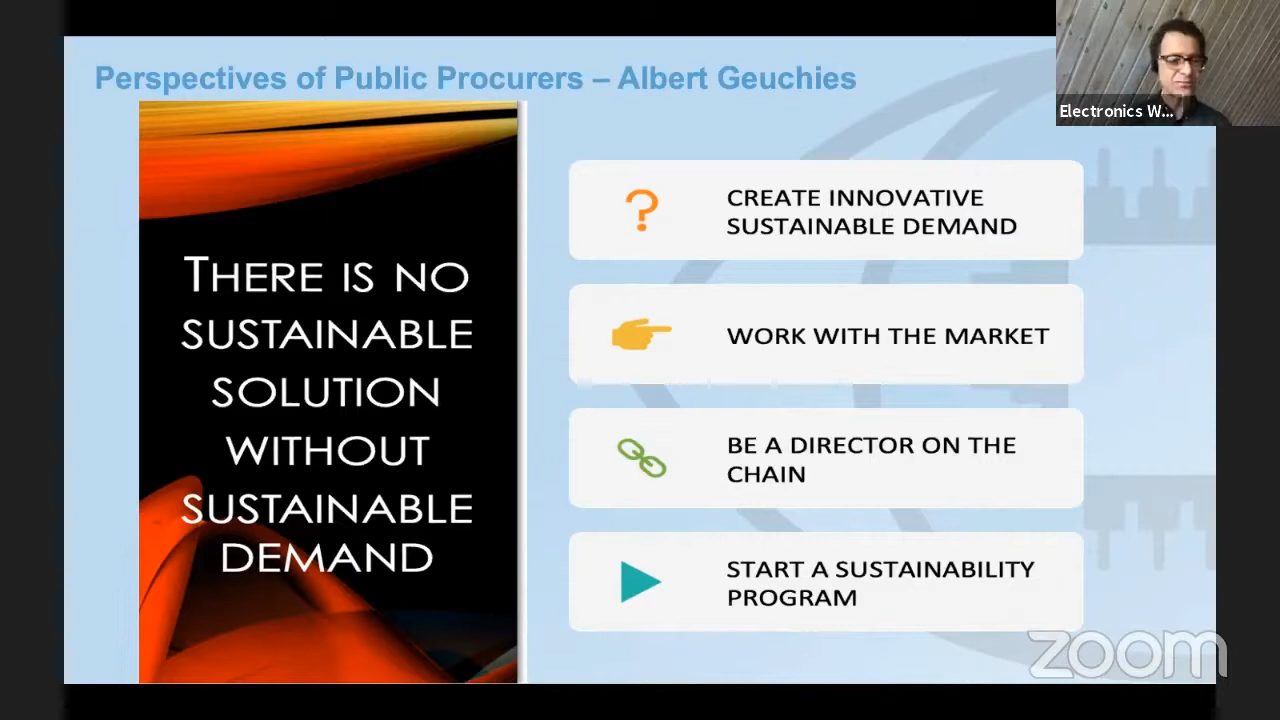 Perspectives of Public Procurers – Albert Geuchies
Electronics W...
THERE IS NO
SUSTAINABLE
SOLUTION
WITHOUT
SUSTAINABLE
DEMAND
?
CREATE INNOVATIVE
SUSTAINABLE DEMAND
WORK WITH THE MARKET
BE A DIRECTOR ON THE
CHAIN
START A SUSTAINABILITY
PROGRAM
zoom